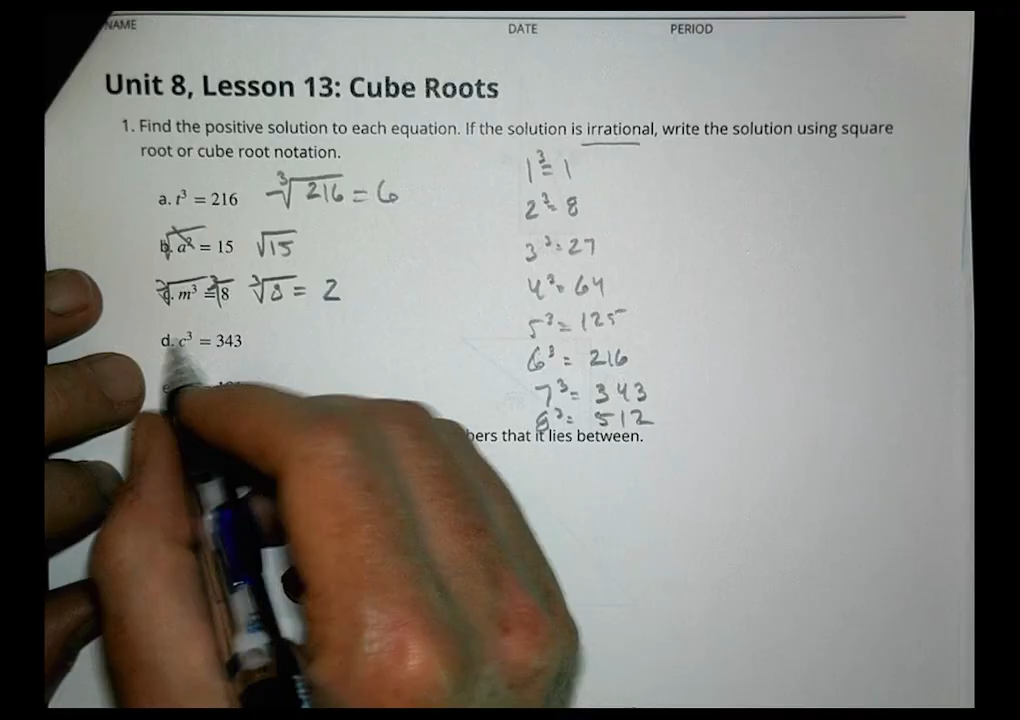 NAME DATE PERIOD
Unit 8, Lesson 13: Cube Roots
1. Find the positive solution to each equation. If the solution is irrational, write the solution using square
root or cube root notation.
a. t³ = 216 ∛216 = 6
b. a² = 15 √15
m³ = 8 ∛8 = 2
d. c³ = 343
1³ = 1
2³ = 8
3³ = 27
4³ = 64
5³ = 125
6³ = 216
7³ = 343
8³ = 512
that it lies between.